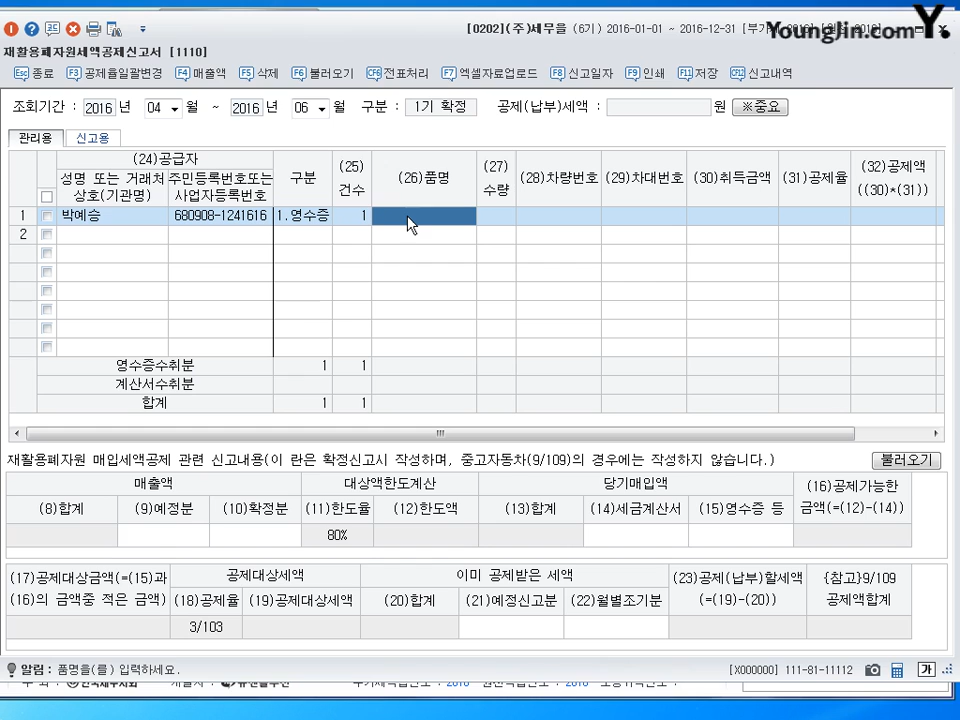 [0202](주)세무을 (6기) 2016-01-01 ~ 2016-12-31 [부가
Youngjin.com Y.
재활용폐자원세액공제신고서 [1110]
Esc 종료 F3 공제율일괄변경 F4 매출액 F5 삭제 F6 불러오기 CF6 전표처리 F7 엑셀자료업로드 F8 신고일자 F9 인쇄 F11 저장 CF12 신고내역
조회기간 : 2016 년 04 월 ~ 2016 년 06 월 구분 : 1기 확정 공제(납부)세액 : 원 ※중요
관리용 신고용
(24)공급자
성명 또는 거래처 상호(기관명) 주민등록번호또는 사업자등록번호 구분 (25) 건수 (26)품명 (27) 수량 (28)차량번호 (29)차대번호 (30)취득금액 (31)공제율 (32)공제액 ((30)*(31))
1 박예승 680908-1241616 1.영수증 1
2
영수증수취분 1 1
계산서수취분
합계 1 1
재활용폐자원 매입세액공제 관련 신고내용(이 란은 확정신고시 작성하며, 중고자동차(9/109)의 경우에는 작성하지 않습니다.) 불러오기
매출액 대상액한도계산 당기매입액 (16)공제가능한 금액(=(12)-(14))
(8)합계 (9)예정분 (10)확정분 (11)한도율 (12)한도액 (13)합계 (14)세금계산서 (15)영수증 등
80%
(17)공제대상금액(=(15)과 (16)의 금액중 적은 금액) 공제대상세액 이미 공제받은 세액 (23)공제(납부)할세액 (=(19)-(20)) {참고}9/109 공제액합계
(18)공제율 (19)공제대상세액 (20)합계 (21)예정신고분 (22)월별조기분
3/103
알림 : 품명을(를) 입력하세요. [X000000] 111-81-11112 가